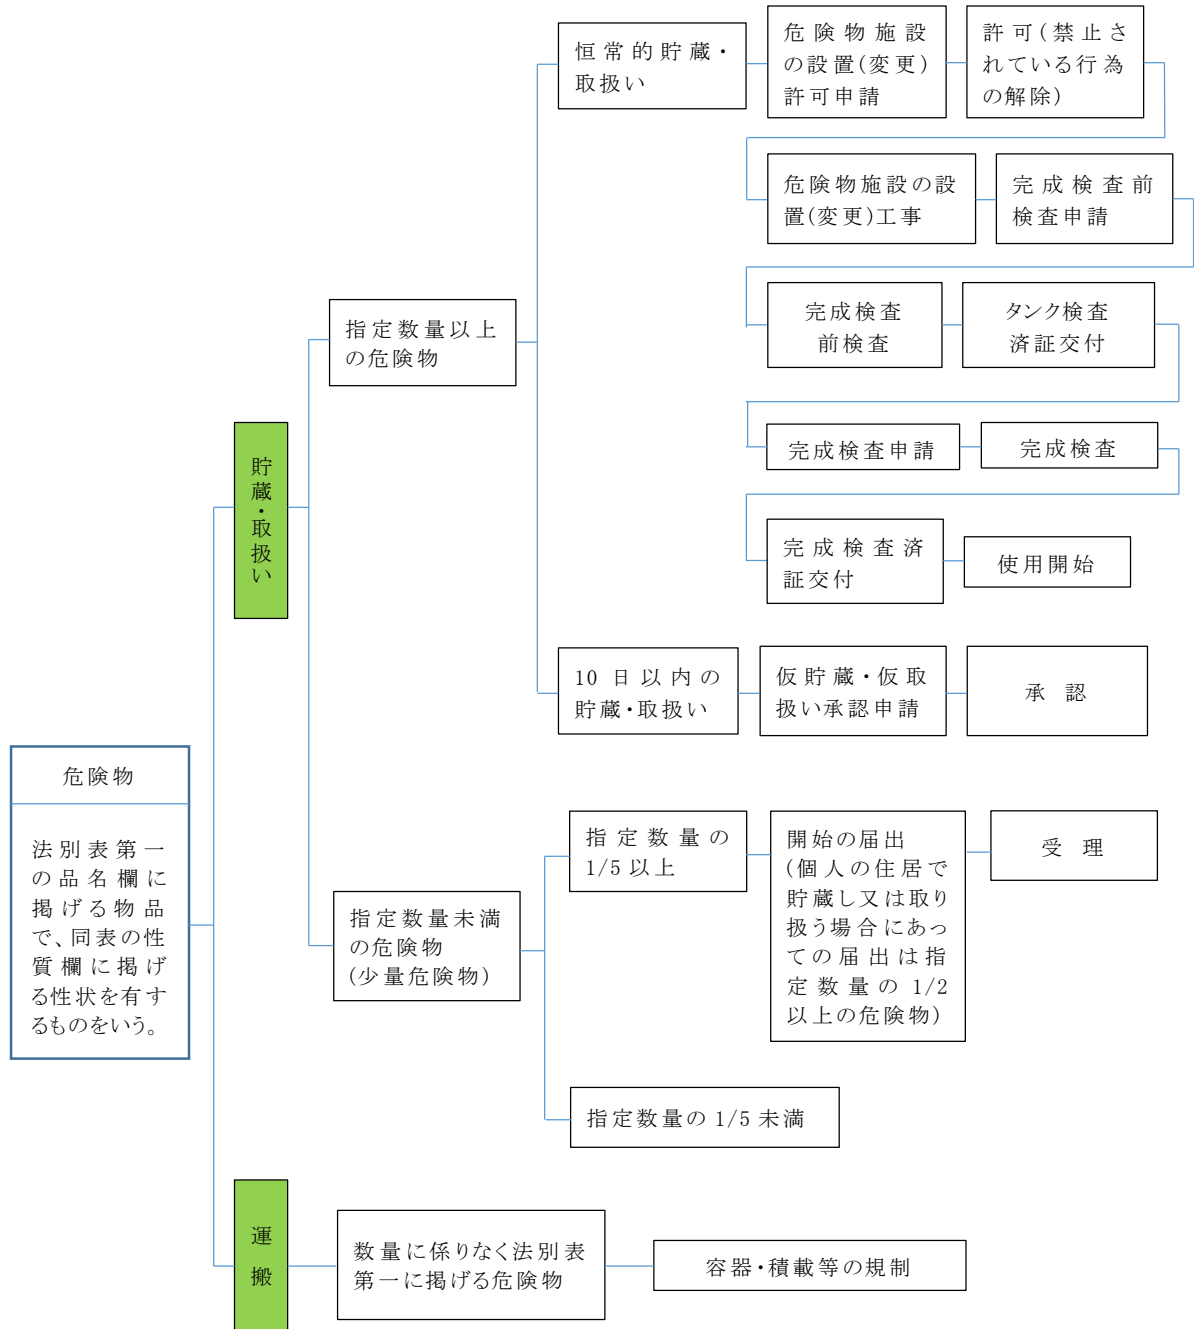 恒常的貯蔵・
取扱い
危険物施設
の設置(変更)
許可申請
許可(禁止さ
れている行為
の解除)
危険物施設の設
置(変更)工事
完成検査前
検査申請
完成検査
前検査
タンク検査
済証交付
完成検査申請
完成検査
完成検査済
証交付
使用開始
指定数量以上
の危険物
貯蔵・取扱い
10日以内の
貯蔵・取扱い
仮貯蔵・仮取
扱い承認申請
承認
危険物
法別表第一
の品名欄に
掲げる物品
で、同表の性
質欄に掲げ
る性状を有す
るものをいう。
指定数量の
1/5以上
開始の届出
(個人の住居で
貯蔵し又は取り
扱う場合にあっ
ての届出は指
定数量の1/2
以上の危険物)
受理
指定数量未満
の危険物
(少量危険物)
指定数量の1/5未満
運搬
数量に係りなく法別表
第一に掲げる危険物
容器・積載等の規制